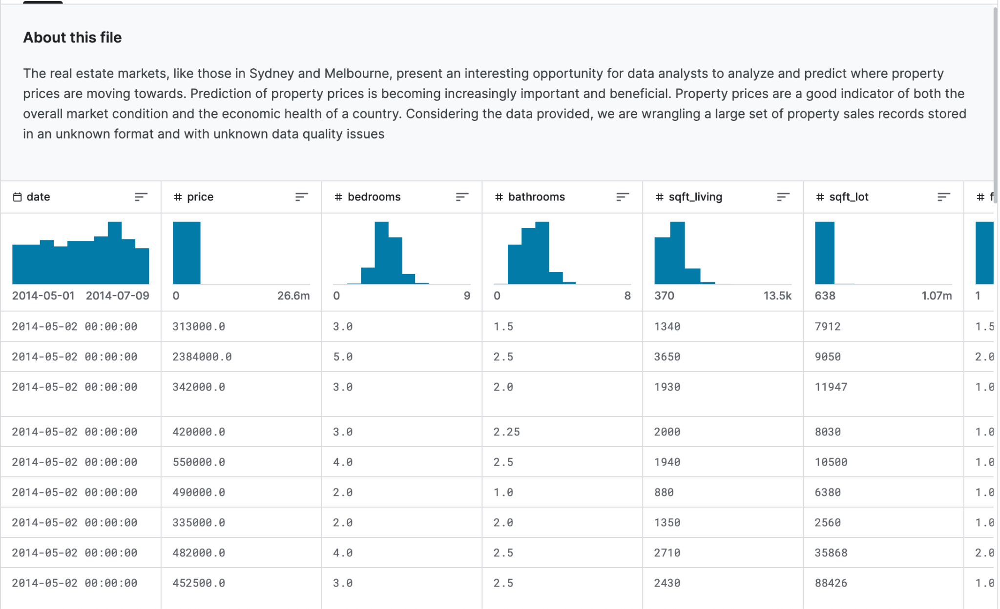 About this file
The real estate markets, like those in Sydney and Melbourne, present an interesting opportunity for data analysts to analyze and predict where property
prices are moving towards. Prediction of property prices is becoming increasingly important and beneficial. Property prices are a good indicator of both the
overall market condition and the economic health of a country. Considering the data provided, we are wrangling a large set of property sales records stored
in an unknown format and with unknown data quality issues
date # price # bedrooms # bathrooms # sqft_living # sqft_lot # f
2014-05-01 2014-07-09 0 26.6m 0 9 0 8 370 13.5k 638 1.07m 1
2014-05-02 00:00:00 313000.0 3.0 1.5 1340 7912 1.5
2014-05-02 00:00:00 2384000.0 5.0 2.5 3650 9050 2.0
2014-05-02 00:00:00 342000.0 3.0 2.0 1930 11947 1.0
2014-05-02 00:00:00 420000.0 3.0 2.25 2000 8030 1.0
2014-05-02 00:00:00 550000.0 4.0 2.5 1940 10500 1.0
2014-05-02 00:00:00 490000.0 2.0 1.0 880 6380 1.0
2014-05-02 00:00:00 335000.0 2.0 2.0 1350 2560 1.0
2014-05-02 00:00:00 482000.0 4.0 2.5 2710 35868 2.0
2014-05-02 00:00:00 452500.0 3.0 2.5 2430 88426 1.0